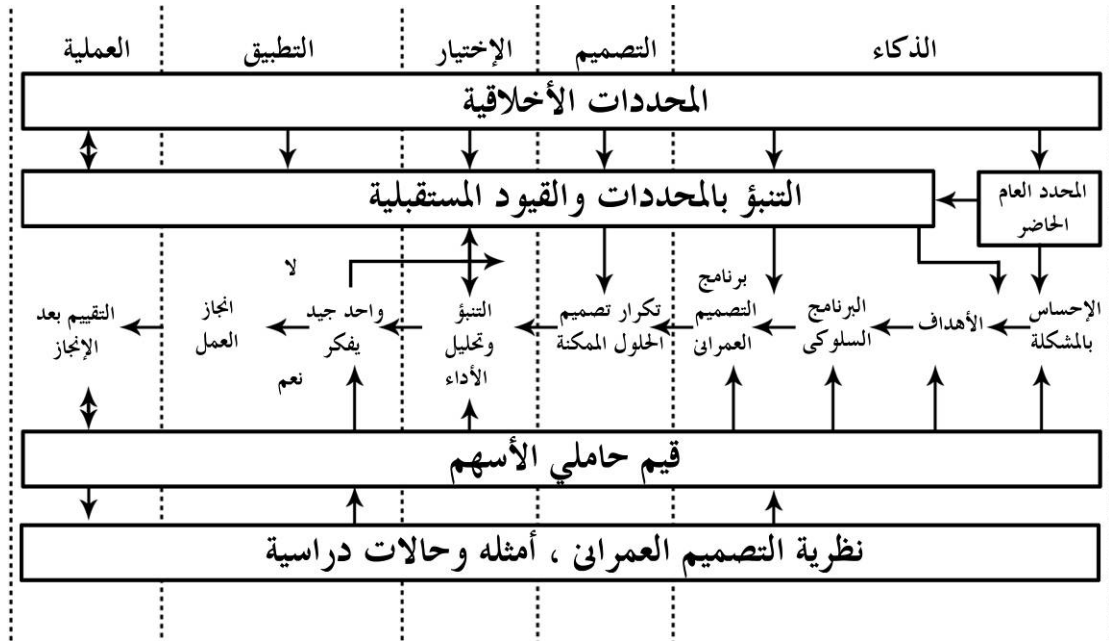 الذكاء
التصميم
الإختيار
التطبيق
العملية
المحددات الأخلاقية
التنبؤ بالمحددات والقيود المستقبلية
المحدد العام
الحاضر
الإحساس
بالمشكلة
الأهداف
البرنامج
السلوكى
برنامج
التصميم
العمرانى
تكرار تصميم
الحلول الممكنة
التنبؤ
وتحليل
الأداء
لا
واحد جيد
يفكر
نعم
انجاز
العمل
التقييم بعد
الإنجاز
قيم حاملي الأسهم
نظرية التصميم العمرانى ، أمثله وحالات دراسية